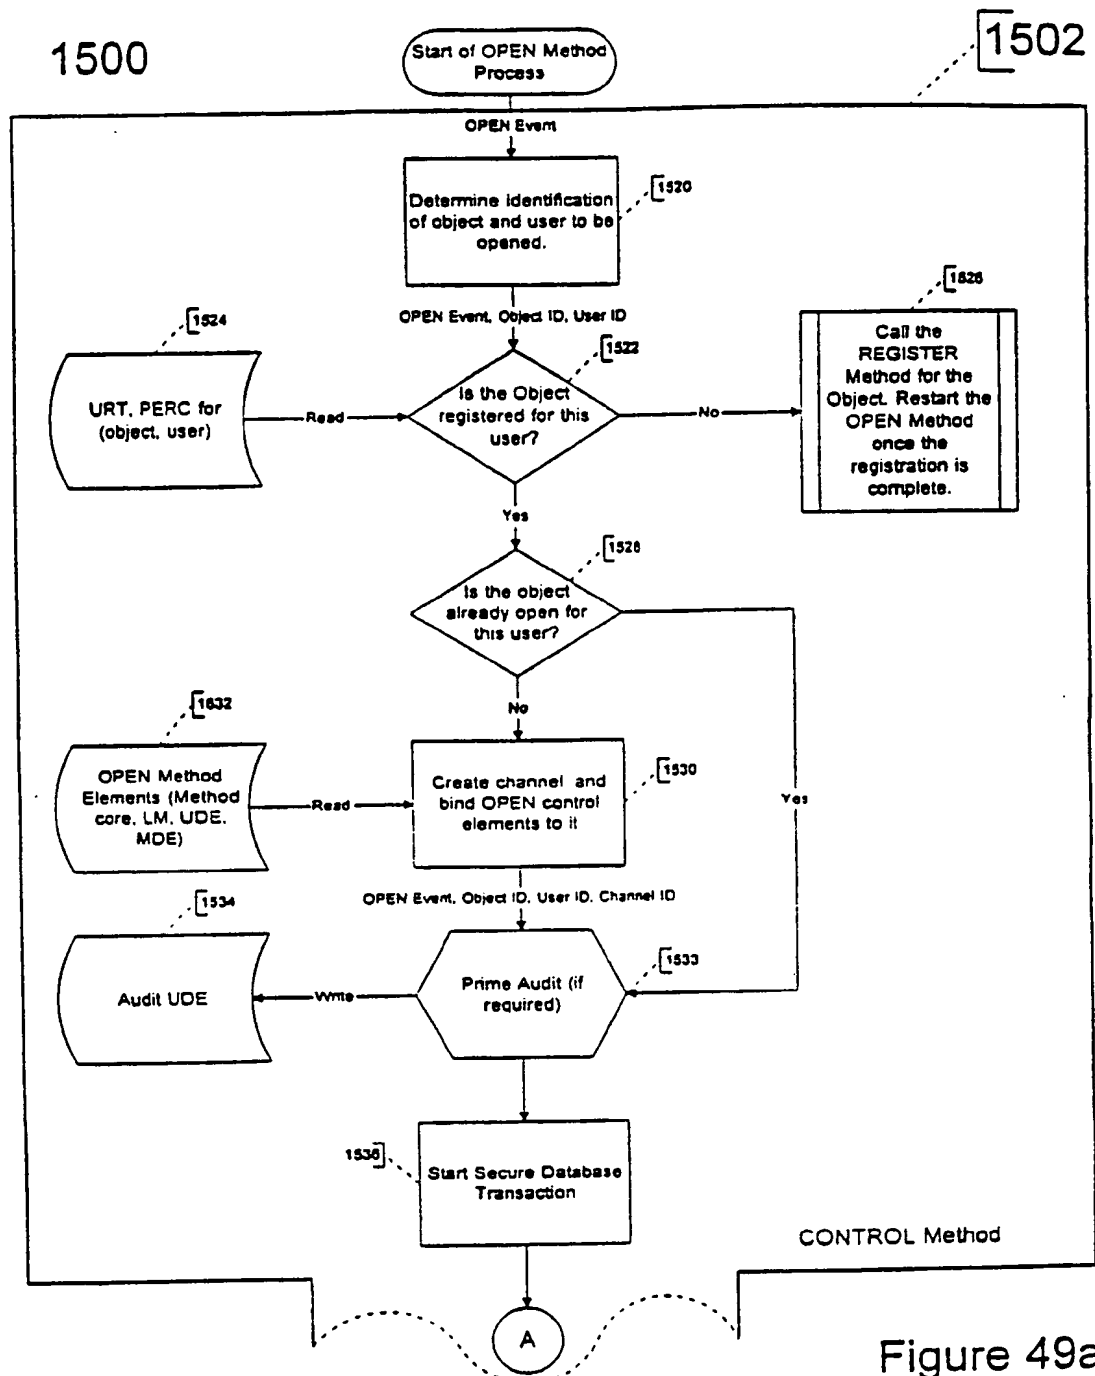 1500
1502
Start of OPEN Method
Process
OPEN Event
Determine identification
of object and user to be
opened.
1520
OPEN Event, Object ID, User ID
1524
URT, PERC for
(object, user)
Read
Is the Object
registered for this
user?
1522
No
1526
Call the
REGISTER
Method for the
Object. Restart the
OPEN Method
once the
registration is
complete.
Yes
Is the object
already open for
this user?
1528
No
Yes
1532
OPEN Method
Elements (Method
core, LM, UDE,
MDE)
Read
Create channel and
bind OPEN control
elements to it
1530
OPEN Event, Object ID, User ID, Channel ID
1534
Audit UDE
Write
Prime Audit (if
required)
1533
1536
Start Secure Database
Transaction
CONTROL Method
A
Figure 49a